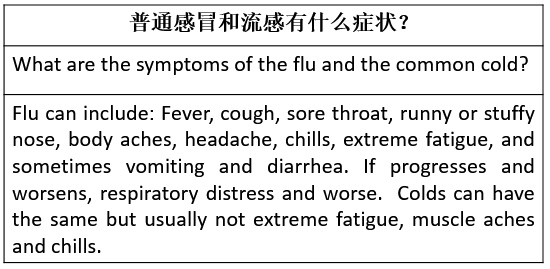 普通感冒和流感有什么症状？
What are the symptoms of the flu and the common cold?
Flu can include: Fever, cough, sore throat, runny or stuffy
nose, body aches, headache, chills, extreme fatigue, and
sometimes vomiting and diarrhea. If progresses and
worsens, respiratory distress and worse. Colds can have
the same but usually not extreme fatigue, muscle aches
and chills.